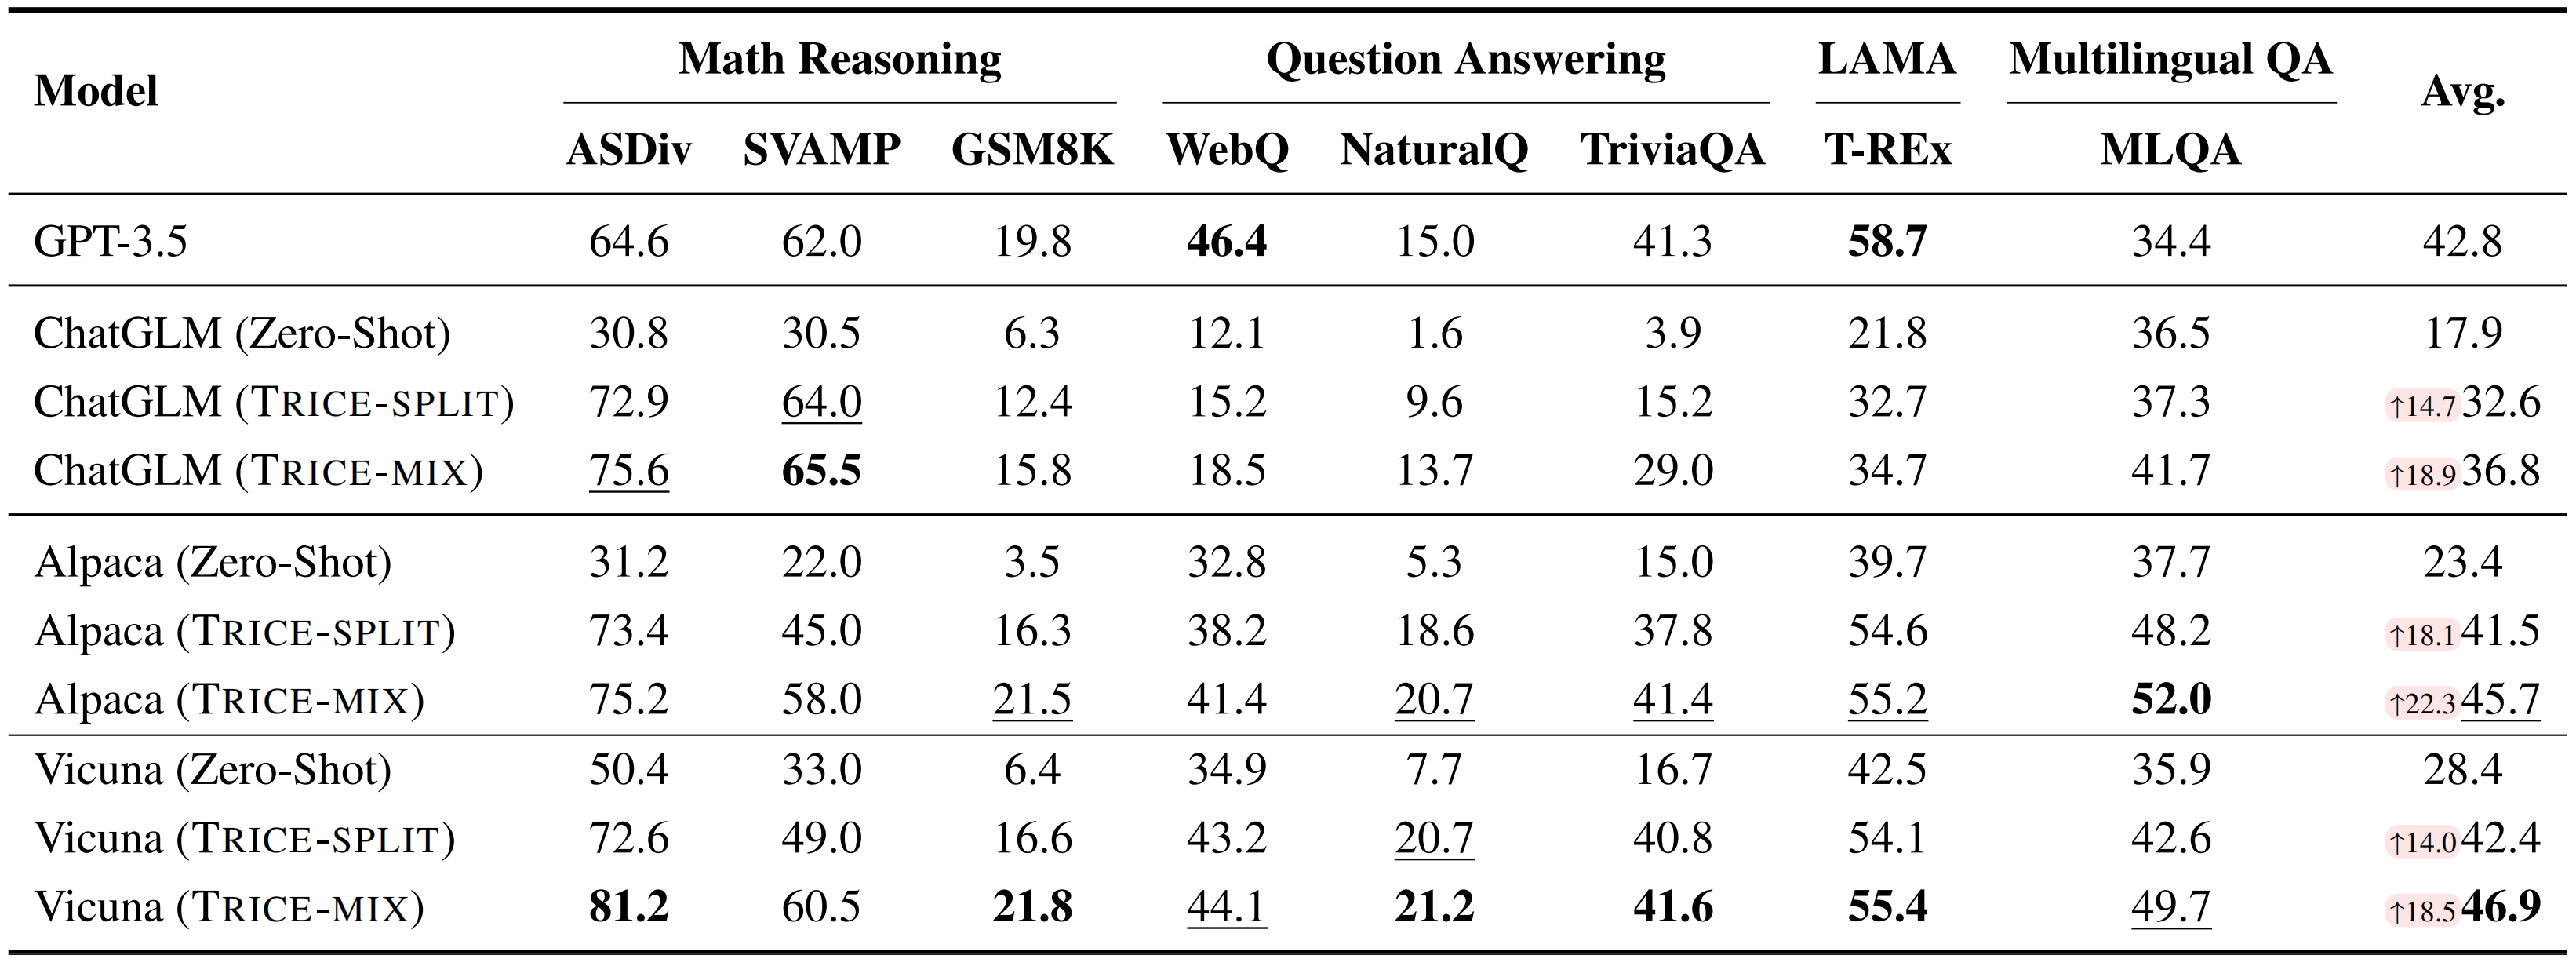 Model Math Reasoning Question Answering LAMA Multilingual QA Avg.
ASDiv SVAMP GSM8K WebQ NaturalQ TriviaQA T-REx MLQA
GPT-3.5 64.6 62.0 19.8 46.4 15.0 41.3 58.7 34.4 42.8
ChatGLM (Zero-Shot) 30.8 30.5 6.3 12.1 1.6 3.9 21.8 36.5 17.9
ChatGLM (TRICE-SPLIT) 72.9 64.0 12.4 15.2 9.6 15.2 32.7 37.3 ↑14.7 32.6
ChatGLM (TRICE-MIX) 75.6 65.5 15.8 18.5 13.7 29.0 34.7 41.7 ↑18.9 36.8
Alpaca (Zero-Shot) 31.2 22.0 3.5 32.8 5.3 15.0 39.7 37.7 23.4
Alpaca (TRICE-SPLIT) 73.4 45.0 16.3 38.2 18.6 37.8 54.6 48.2 ↑18.1 41.5
Alpaca (TRICE-MIX) 75.2 58.0 21.5 41.4 20.7 41.4 55.2 52.0 ↑22.3 45.7
Vicuna (Zero-Shot) 50.4 33.0 6.4 34.9 7.7 16.7 42.5 35.9 28.4
Vicuna (TRICE-SPLIT) 72.6 49.0 16.6 43.2 20.7 40.8 54.1 42.6 ↑14.0 42.4
Vicuna (TRICE-MIX) 81.2 60.5 21.8 44.1 21.2 41.6 55.4 49.7 ↑18.5 46.9